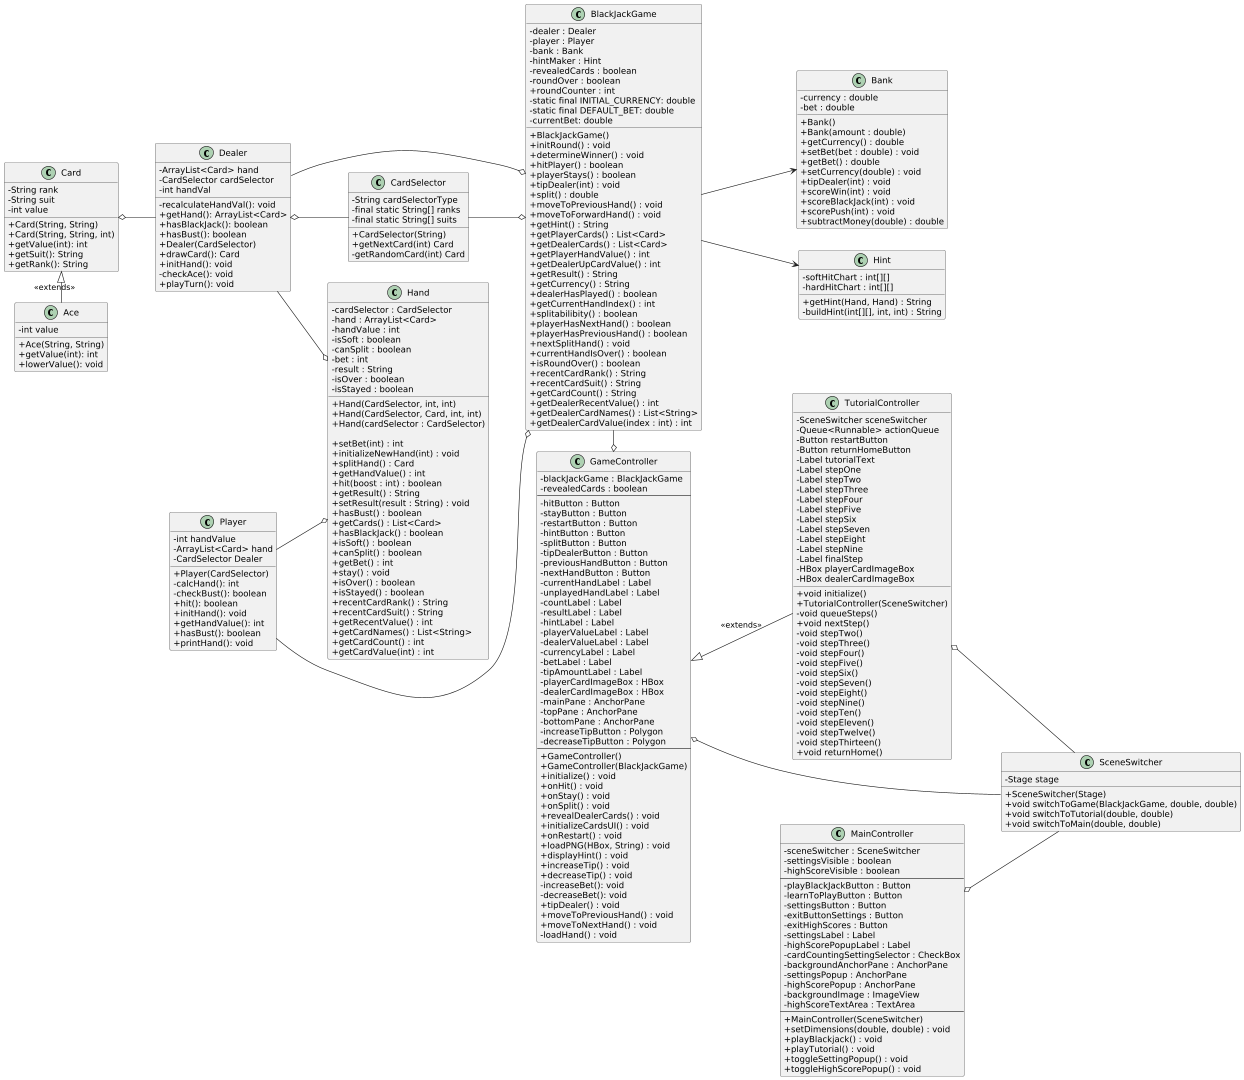 C BlackJackGame
-dealer : Dealer
-player : Player
-bank : Bank
-hintMaker : Hint
-revealedCards : boolean
-roundOver : boolean
+roundCounter : int
-static final INITIAL_CURRENCY: double
-static final DEFAULT_BET: double
-currentBet: double
+BlackJackGame()
+initRound() : void
+determineWinner() : void
+hitPlayer() : boolean
+playerStays() : boolean
+tipDealer(int) : void
+split() : double
+moveToPreviousHand() : void
+moveToForwardHand() : void
+getHint() : String
+getPlayerCards() : List<Card>
+getDealerCards() : List<Card>
+getPlayerHandValue() : int
+getDealerUpCardValue() : int
+getResult() : String
+getCurrency() : String
+dealerHasPlayed() : boolean
+getCurrentHandIndex() : int
+splitabilibity() : boolean
+playerHasNextHand() : boolean
+playerHasPreviousHand() : boolean
+nextSplitHand() : void
+currentHandIsOver() : boolean
+isRoundOver() : boolean
+recentCardRank() : String
+recentCardSuit() : String
+getCardCount() : String
+getDealerRecentValue() : int
+getDealerCardNames() : List<String>
+getDealerCardValue(index : int) : int
C Bank
-currency : double
-bet : double
+Bank()
+Bank(amount : double)
+getCurrency() : double
+setBet(bet : double) : void
+getBet() : double
+setCurrency(double) : void
+tipDealer(int) : void
+scoreWin(int) : void
+scoreBlackJack(int) : void
+scorePush(int) : void
+subtractMoney(double) : double
C Card
-String rank
-String suit
-int value
+Card(String, String)
+Card(String, String, int)
+getValue(int): int
+getSuit(): String
+getRank(): String
C Dealer
-ArrayList<Card> hand
-CardSelector cardSelector
-int handVal
-recalculateHandVal(): void
+getHand(): ArrayList<Card>
+hasBlackJack(): boolean
+hasBust(): boolean
+Dealer(CardSelector)
+drawCard(): Card
+initHand(): void
-checkAce(): void
+playTurn(): void
C CardSelector
-String cardSelectorType
-final static String[] ranks
-final static String[] suits
+CardSelector(String)
+getNextCard(int) Card
-getRandomCard(int) Card
C Hint
-softHitChart : int[][]
-hardHitChart : int[][]
+getHint(Hand, Hand) : String
-buildHint(int[][], int, int) : String
«extends»
C Ace
-int value
+Ace(String, String)
+getValue(int): int
+lowerValue(): void
C Hand
-cardSelector : CardSelector
-hand : ArrayList<Card>
-handValue : int
-isSoft : boolean
-canSplit : boolean
-bet : int
-result : String
-isOver : boolean
-isStayed : boolean
+Hand(CardSelector, int, int)
+Hand(CardSelector, Card, int, int)
+Hand(cardSelector : CardSelector)
+setBet(int) : int
+initializeNewHand(int) : void
+splitHand() : Card
+getHandValue() : int
+hit(boost : int) : boolean
+getResult() : String
+setResult(result : String) : void
+hasBust() : boolean
+getCards() : List<Card>
+hasBlackJack() : boolean
+isSoft() : boolean
+canSplit() : boolean
+getBet() : int
+stay() : void
+isOver() : boolean
+isStayed() : boolean
+recentCardRank() : String
+recentCardSuit() : String
+getRecentValue() : int
+getCardNames() : List<String>
+getCardCount() : int
+getCardValue(int) : int
C Player
-int handValue
-ArrayList<Card> hand
-CardSelector Dealer
+Player(CardSelector)
-calcHand(): int
-checkBust(): boolean
+hit(): boolean
+initHand(): void
+getHandValue(): int
+hasBust(): boolean
+printHand(): void
C GameController
-blackJackGame : BlackJackGame
-revealedCards : boolean
-hitButton : Button
-stayButton : Button
-restartButton : Button
-hintButton : Button
-splitButton : Button
-tipDealerButton : Button
-previousHandButton : Button
-nextHandButton : Button
-currentHandLabel : Label
-unplayedHandLabel : Label
-countLabel : Label
-resultLabel : Label
-hintLabel : Label
-playerValueLabel : Label
-dealerValueLabel : Label
-currencyLabel : Label
-betLabel : Label
-tipAmountLabel : Label
-playerCardImageBox : HBox
-dealerCardImageBox : HBox
-mainPane : AnchorPane
-topPane : AnchorPane
-bottomPane : AnchorPane
-increaseTipButton : Polygon
-decreaseTipButton : Polygon
+GameController()
+GameController(BlackJackGame)
+initialize() : void
+onHit() : void
+onStay() : void
+onSplit() : void
+revealDealerCards() : void
+initializeCardsUI() : void
+onRestart() : void
+loadPNG(HBox, String) : void
+displayHint() : void
+increaseTip() : void
+decreaseTip() : void
-increaseBet(): void
-decreaseBet(): void
+tipDealer() : void
+moveToPreviousHand() : void
+moveToNextHand() : void
-loadHand() : void
«extends»
C TutorialController
-SceneSwitcher sceneSwitcher
-Queue<Runnable> actionQueue
-Button restartButton
-Button returnHomeButton
-Label tutorialText
-Label stepOne
-Label stepTwo
-Label stepThree
-Label stepFour
-Label stepFive
-Label stepSix
-Label stepSeven
-Label stepEight
-Label stepNine
-Label finalStep
-HBox playerCardImageBox
-HBox dealerCardImageBox
+void initialize()
+TutorialController(SceneSwitcher)
-void queueSteps()
+void nextStep()
-void stepTwo()
-void stepThree()
-void stepFour()
-void stepFive()
-void stepSix()
-void stepSeven()
-void stepEight()
-void stepNine()
-void stepTen()
-void stepEleven()
-void stepTwelve()
-void stepThirteen()
+void returnHome()
C SceneSwitcher
-Stage stage
+SceneSwitcher(Stage)
+void switchToGame(BlackJackGame, double, double)
+void switchToTutorial(double, double)
+void switchToMain(double, double)
C MainController
-sceneSwitcher : SceneSwitcher
-settingsVisible : boolean
-highScoreVisible : boolean
-playBlackJackButton : Button
-learnToPlayButton : Button
-settingsButton : Button
-exitButtonSettings : Button
-exitHighScores : Button
-settingsLabel : Label
-highScorePopupLabel : Label
-cardCountingSettingSelector : CheckBox
-backgroundAnchorPane : AnchorPane
-settingsPopup : AnchorPane
-highScorePopup : AnchorPane
-backgroundImage : ImageView
-highScoreTextArea : TextArea
+MainController(SceneSwitcher)
+setDimensions(double, double) : void
+playBlackjack() : void
+playTutorial() : void
+toggleSettingPopup() : void
+toggleHighScorePopup() : void